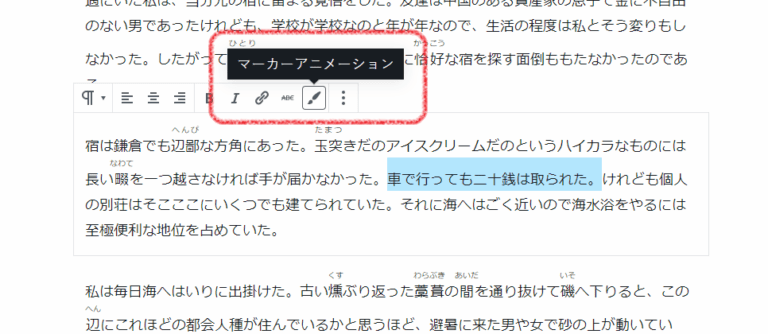 適にいた私は、当分元の宿に留まる覚悟をした。友達は中国のある資産家の息子で金に不自由
のない男であったけれども、学校が学校なのと年が年なので、生活の程度は私とそう変りもし
ひとり
かっこう
なかった。したがって
に恰好な宿を探す面倒ももたなかったのであ
マーカーアニメーション
る
B I ABC
へんぴ
たまつ
宿は鎌倉でも辺鄙な方角にあった。玉突きだのアイスクリームだのというハイカラなものには
なわて
長い畷を一つ越さなければ手が届かなかった。車で行っても二十銭は取られた。けれども個人
の別荘はそこここにいくつでも建てられていた。それに海へはごく近いので海水浴をやるには
至極便利な地位を占めていた。
くす
わらぶき
あいだ
いそ
私は毎日海へはいりに出掛けた。古い燻ぶり返った藁葺の間を通り抜けて磯へ下りると、この
へん
辺にこれほどの都会人種が住んでいるかと思うほど、避暑に来た男や女で砂の上が動いてい